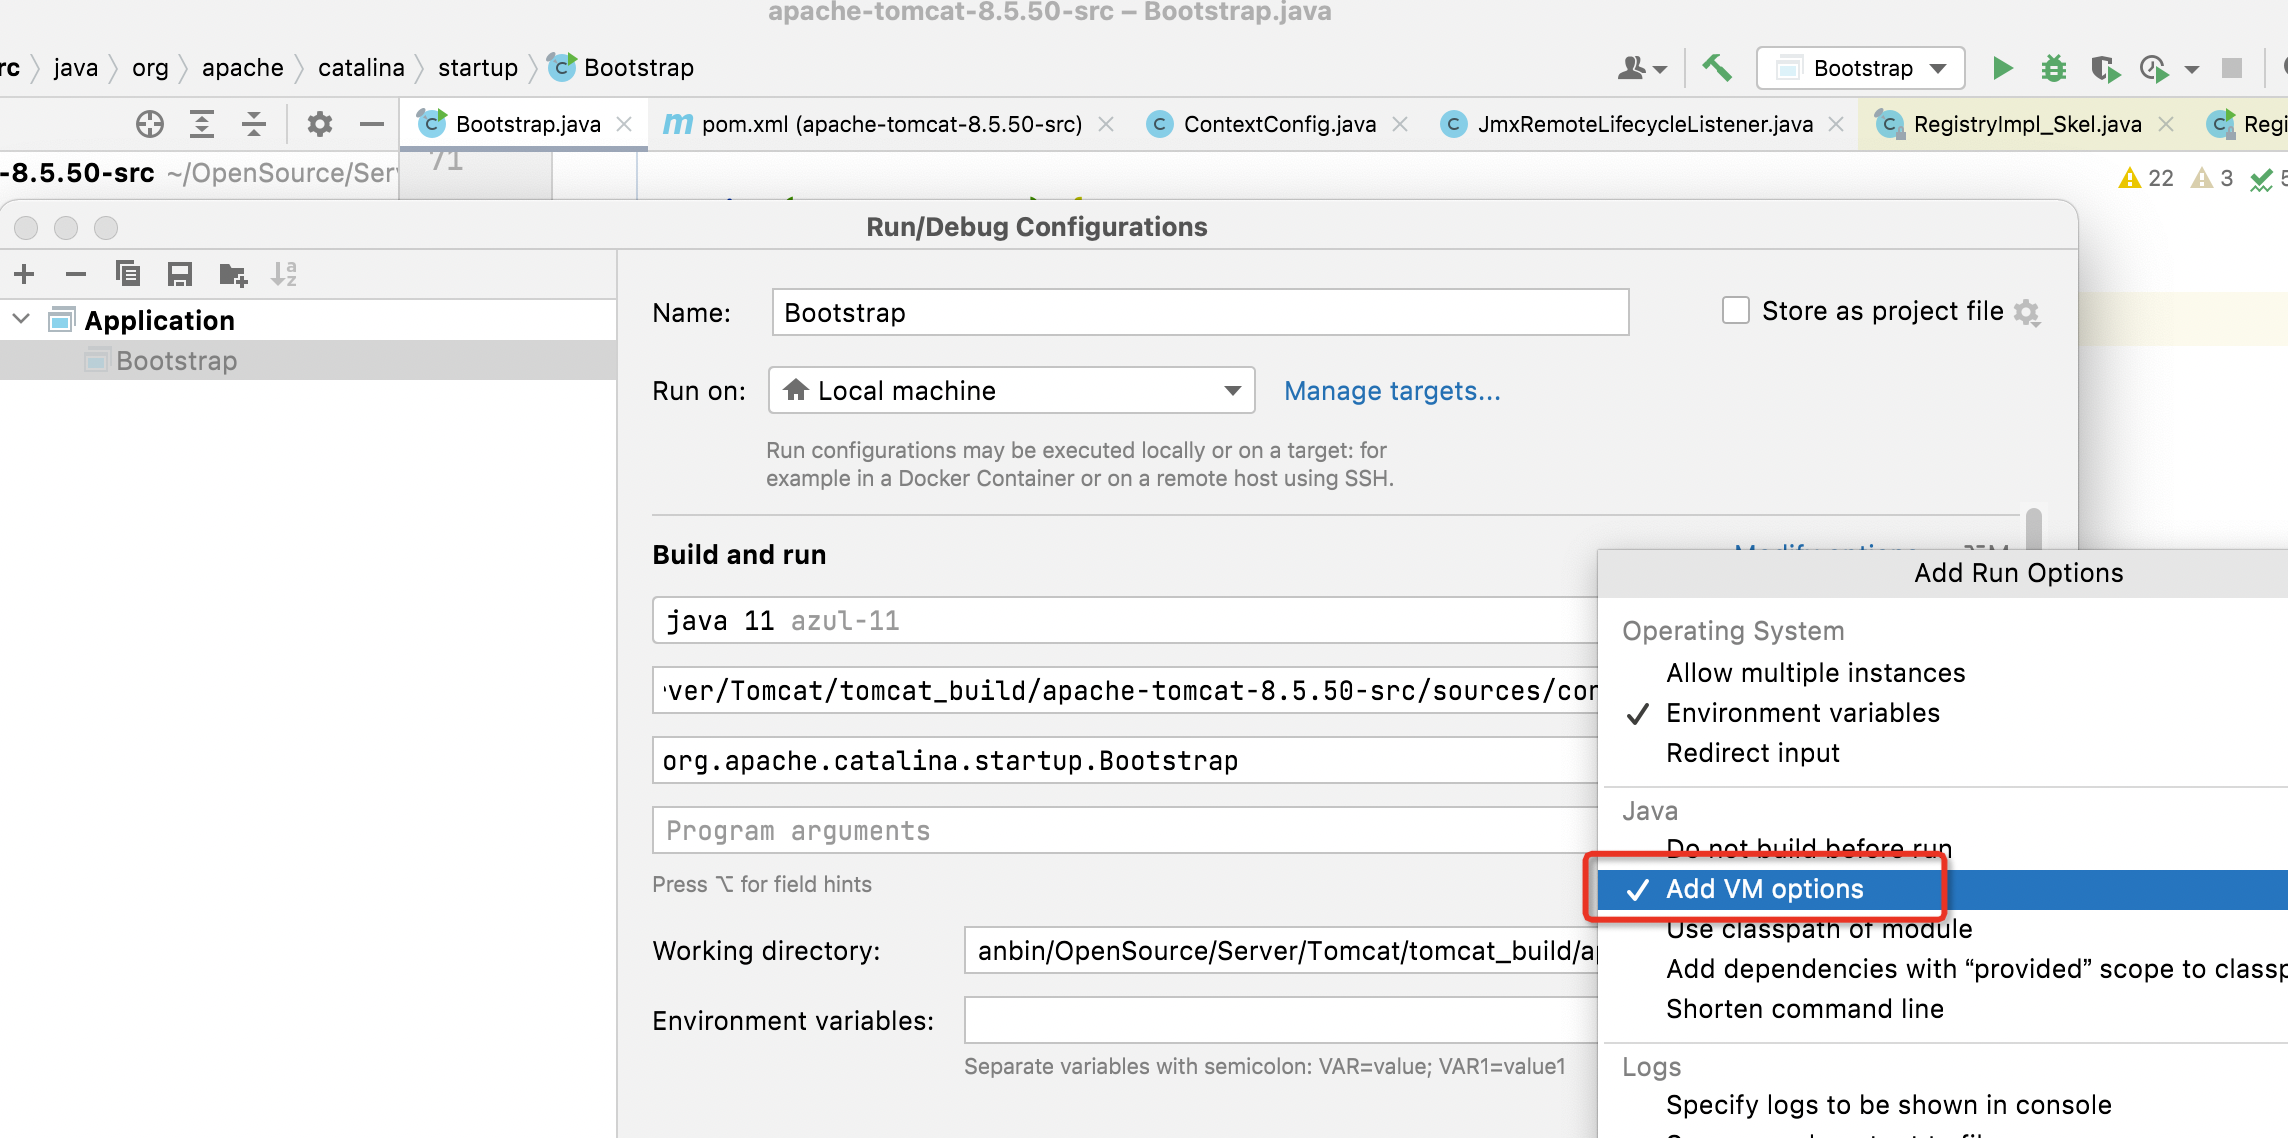 apache-tomcat-8.5.50-src – Bootstrap.java
rc java org apache catalina startup Bootstrap
Bootstrap
Bootstrap.java pom.xml (apache-tomcat-8.5.50-src) ContextConfig.java JmxRemoteLifecycleListener.java RegistryImpl_Skel.java Regi
-8.5.50-src ~/OpenSource/Ser
71
22 3 5
Run/Debug Configurations
Application
Bootstrap
Name: Bootstrap
Store as project file
Run on: Local machine Manage targets...
Run configurations may be executed locally or on a target: for
example in a Docker Container or on a remote host using SSH.
Build and run
Modify options ⌥M
java 11 azul-11
ver/Tomcat/tomcat_build/apache-tomcat-8.5.50-src/sources/cor
org.apache.catalina.startup.Bootstrap
Program arguments
Press ⌥ for field hints
Working directory: anbin/OpenSource/Server/Tomcat/tomcat_build/a
Environment variables:
Separate variables with semicolon: VAR=value; VAR1=value1
Add Run Options
Operating System
Allow multiple instances
✓ Environment variables
Redirect input
Java
Do not build before run
✓ Add VM options
Use classpath of module
Add dependencies with “provided” scope to classp
Shorten command line
Logs
Specify logs to be shown in console